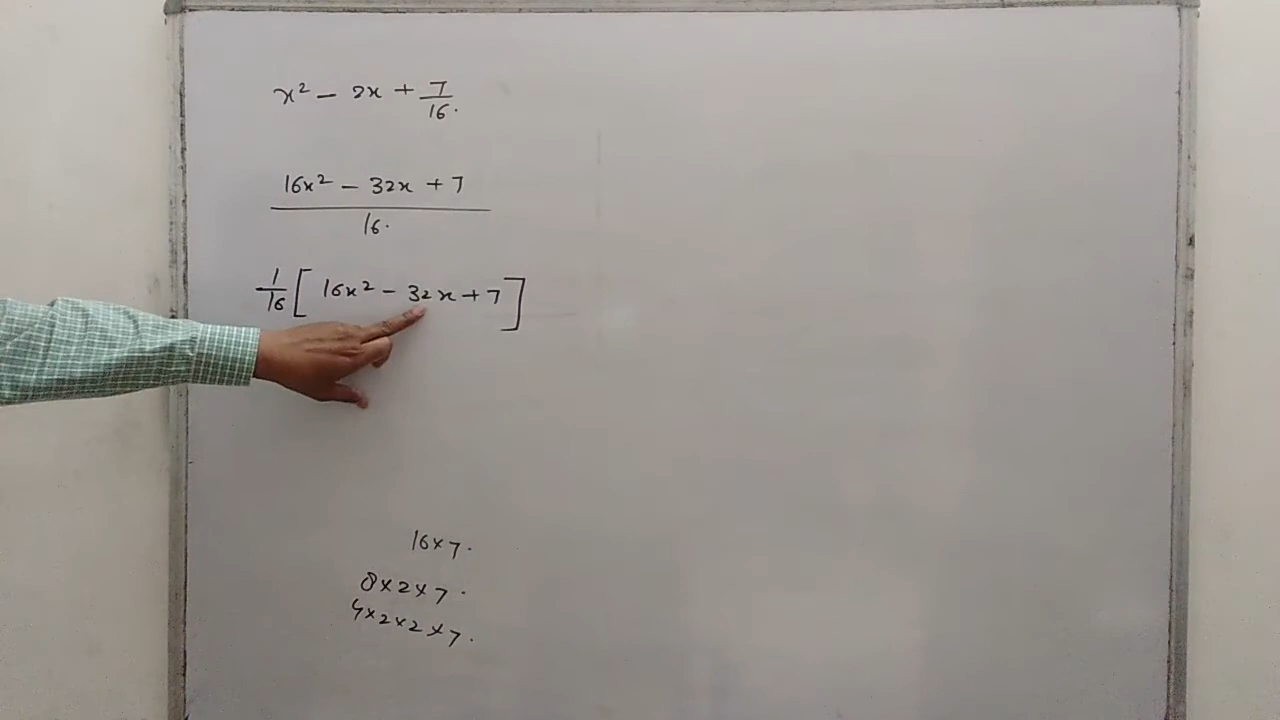 x² - 2x + 7/16.
16x² - 32x + 7
16.
1/16 [ 16x² - 32x + 7 ]
16 × 7.
8 × 2 × 7.
4 × 2 × 2 × 7.